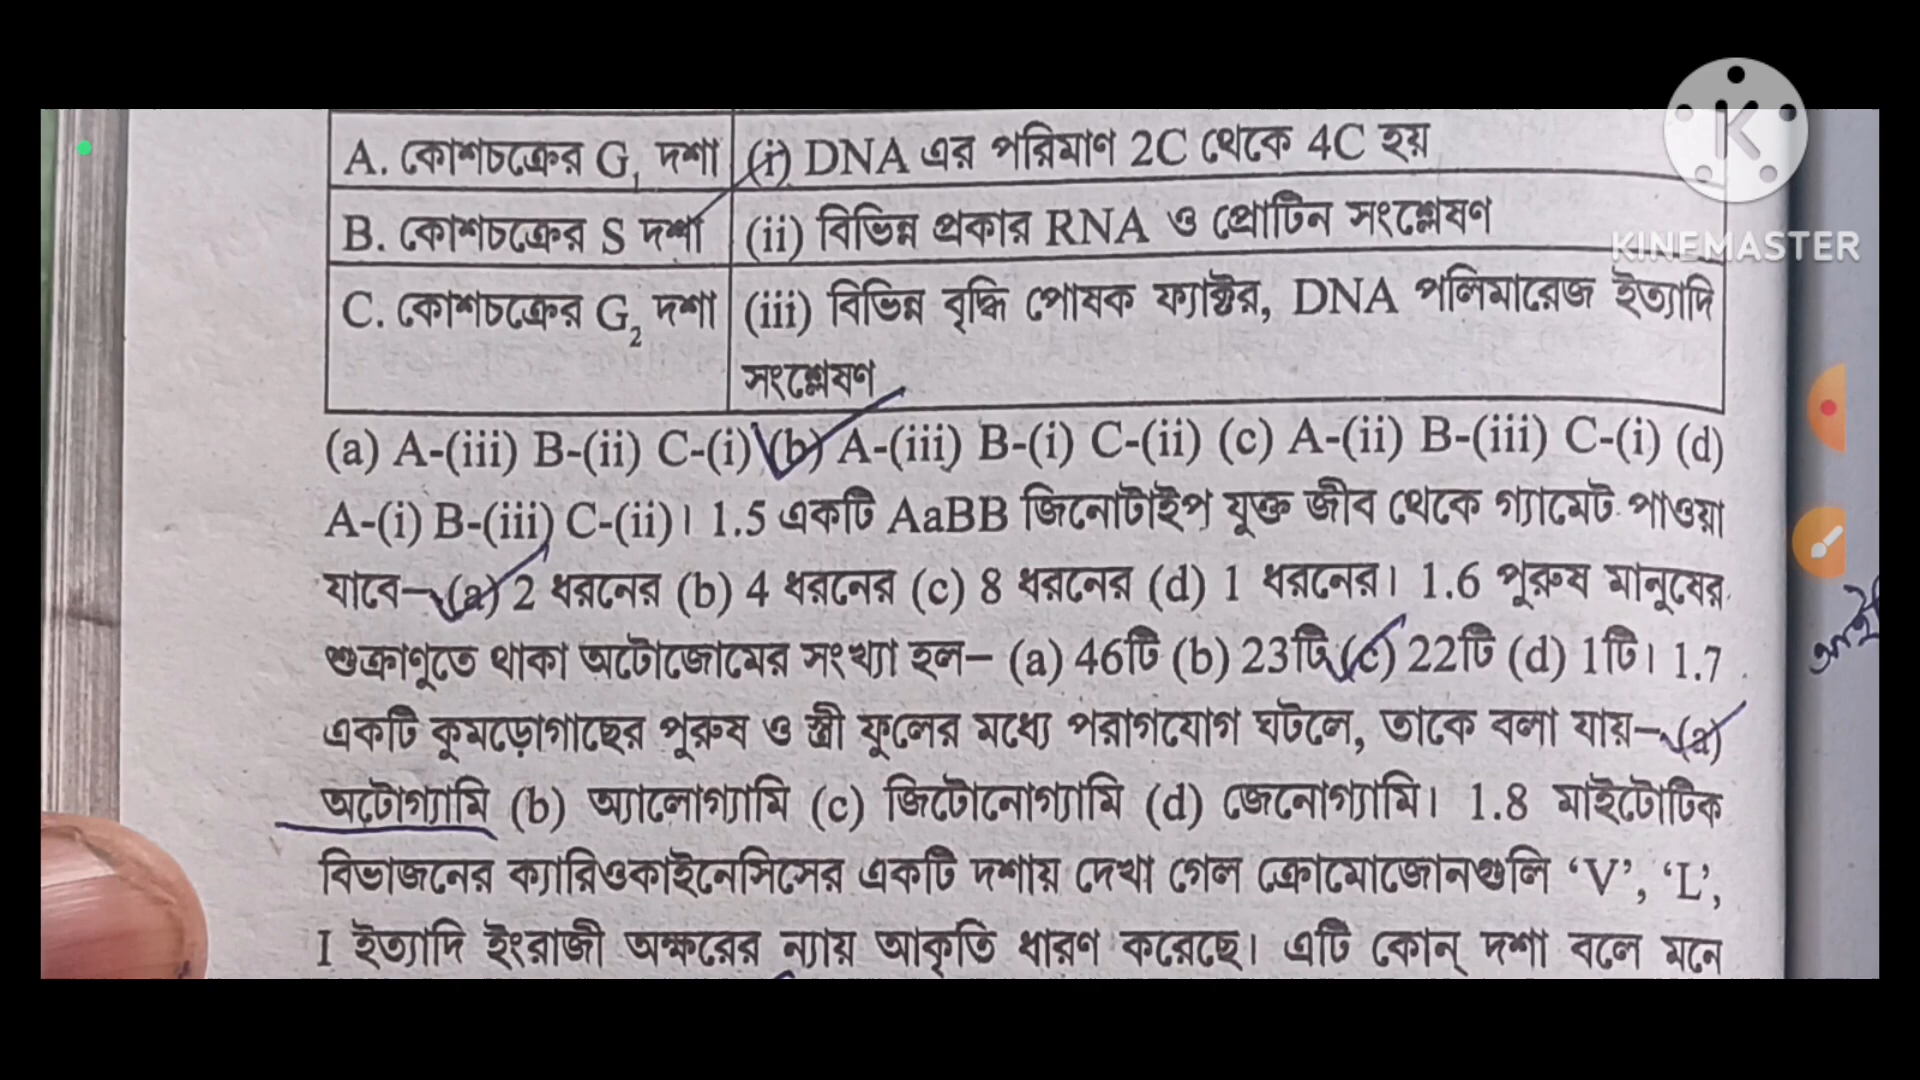 A. কোশচক্রের G₁ দশা (i) DNA এর পরিমাণ 2C থেকে 4C হয়
B. কোশচক্রের S দশা (ii) বিভিন্ন প্রকার RNA ও প্রোটিন সংশ্লেষণ
C. কোশচক্রের G₂ দশা (iii) বিভিন্ন বৃদ্ধি পোষক ফ্যাক্টর, DNA পলিমারেজ ইত্যাদি
সংশ্লেষণ
(a) A-(iii) B-(ii) C-(i) (b) A-(iii) B-(i) C-(ii) (c) A-(ii) B-(iii) C-(i) (d)
A-(i) B-(iii) C-(ii)। 1.5 একটি AaBB জিনোটাইপ যুক্ত জীব থেকে গ্যামেট পাওয়া
যাবে– (a) 2 ধরনের (b) 4 ধরনের (c) 8 ধরনের (d) 1 ধরনের। 1.6 পুরুষ মানুষের
শুক্রাণুতে থাকা অটোজোমের সংখ্যা হল– (a) 46টি (b) 23টি (c) 22টি (d) 1টি। 1.7
একটি কুমড়োগাছের পুরুষ ও স্ত্রী ফুলের মধ্যে পরাগযোগ ঘটলে, তাকে বলা যায়– (a)
অটোগ্যামি (b) অ্যালোগ্যামি (c) জিটোনোগ্যামি (d) জেনোগ্যামি। 1.8 মাইটোটিক
বিভাজনের ক্যারিওকাইনেসিসের একটি দশায় দেখা গেল ক্রোমোজোনগুলি ‘V’, ‘L’,
I ইত্যাদি ইংরাজী অক্ষরের ন্যায় আকৃতি ধারণ করেছে। এটি কোন্ দশা বলে মনে
K
KINEMASTER